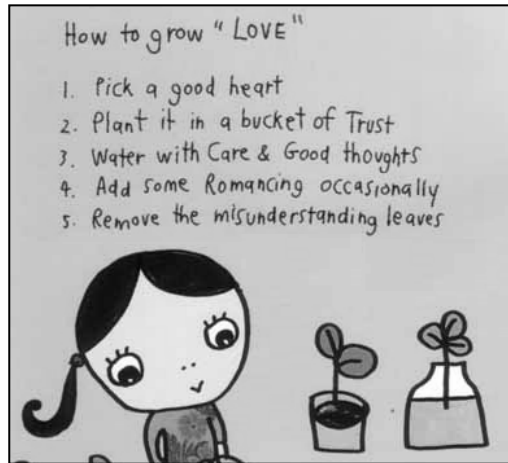 How to grow "LOVE"
1. Pick a good heart
2. Plant it in a bucket of Trust
3. Water with Care & Good thoughts
4. Add some Romancing occasionally
5. Remove the misunderstanding leaves